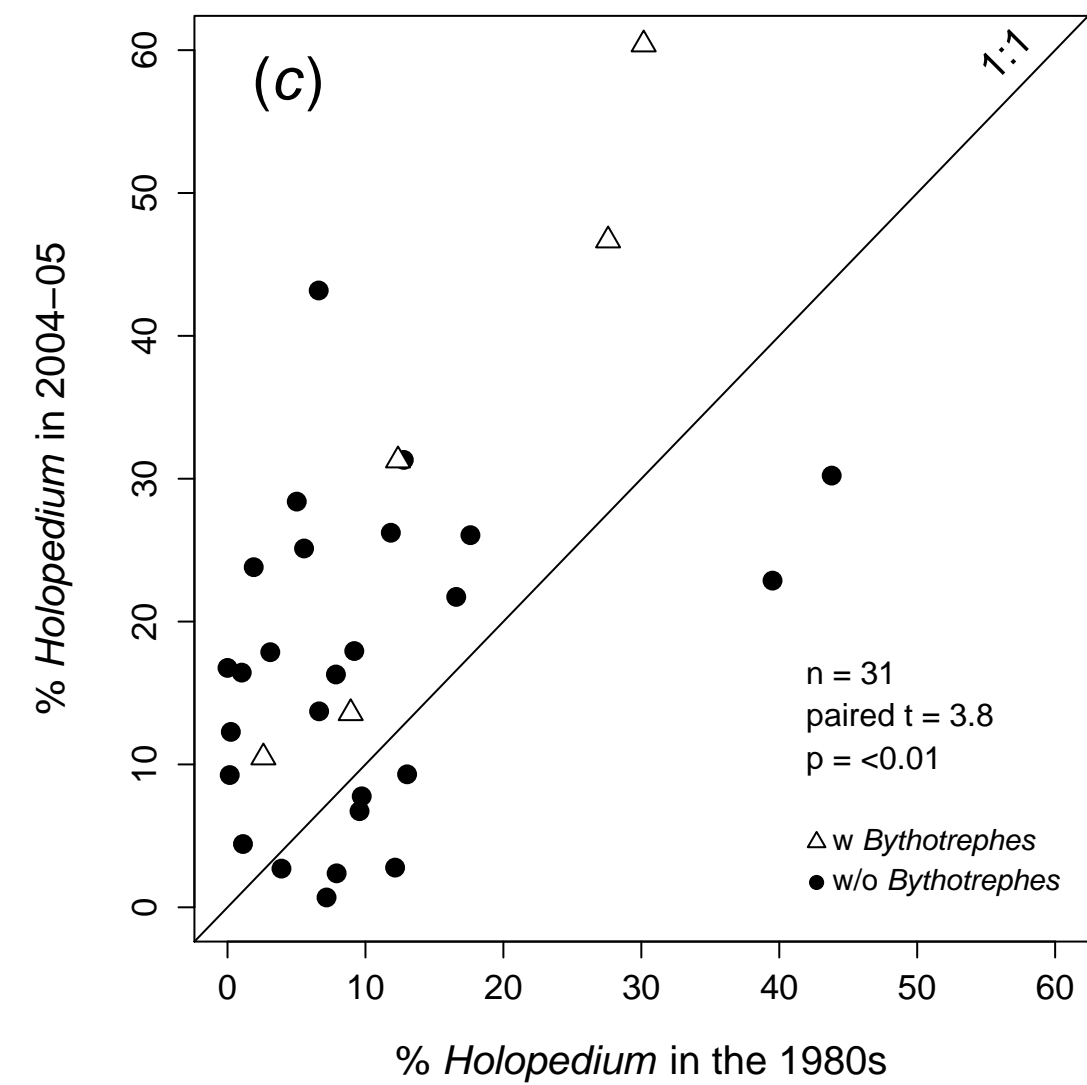 (c)
1:1
60
50
40
30
20
10
0
% Holopedium in 2004–05
n = 31
paired t = 3.8
p = <0.01
w Bythotrephes
w/o Bythotrephes
0 10 20 30 40 50 60
% Holopedium in the 1980s